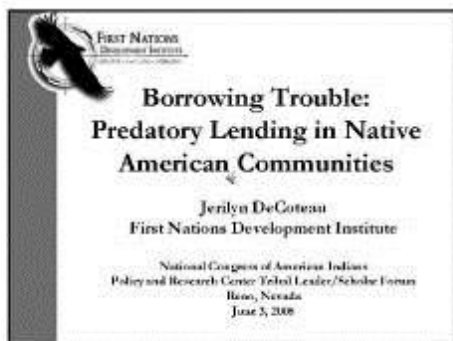 FIRST NATIONS
DEVELOPMENT INSTITUTE
Borrowing Trouble:
Predatory Lending in Native
American Communities
Jerilyn DeCoteau
First Nations Development Institute
National Congress of American Indians
Policy and Research Center Tribal Leader/Scholar Forum
Reno, Nevada
June 3, 2008